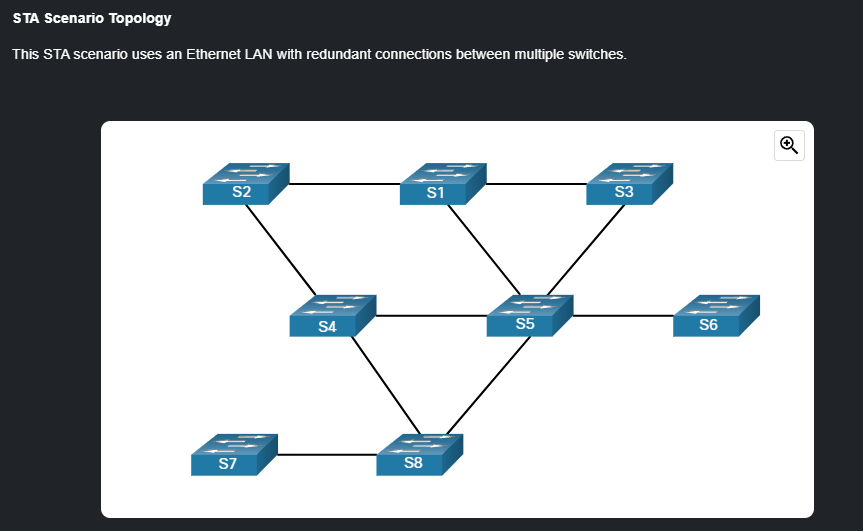 STA Scenario Topology
This STA scenario uses an Ethernet LAN with redundant connections between multiple switches.
S2 S1 S3
S4 S5 S6
S7 S8